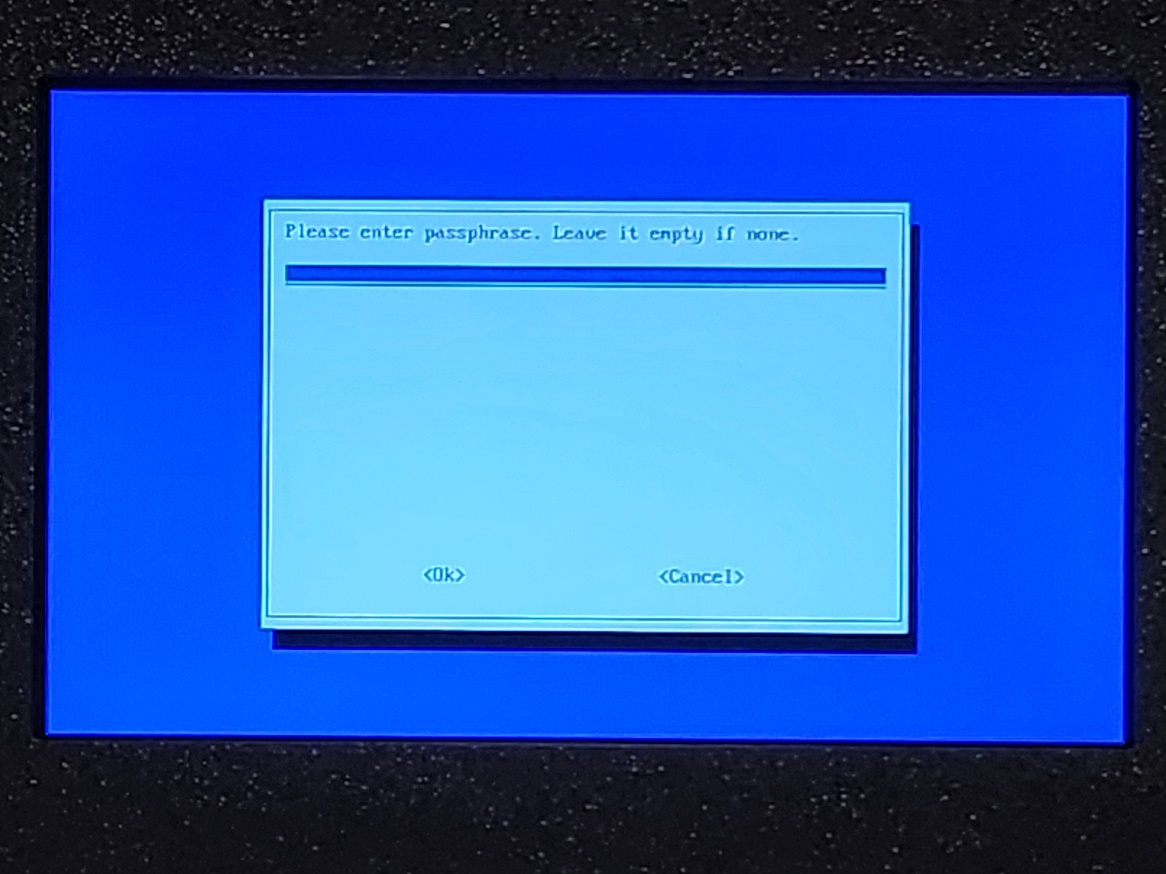 Please enter passphrase. Leave it empty if none.
<Ok> <Cancel>